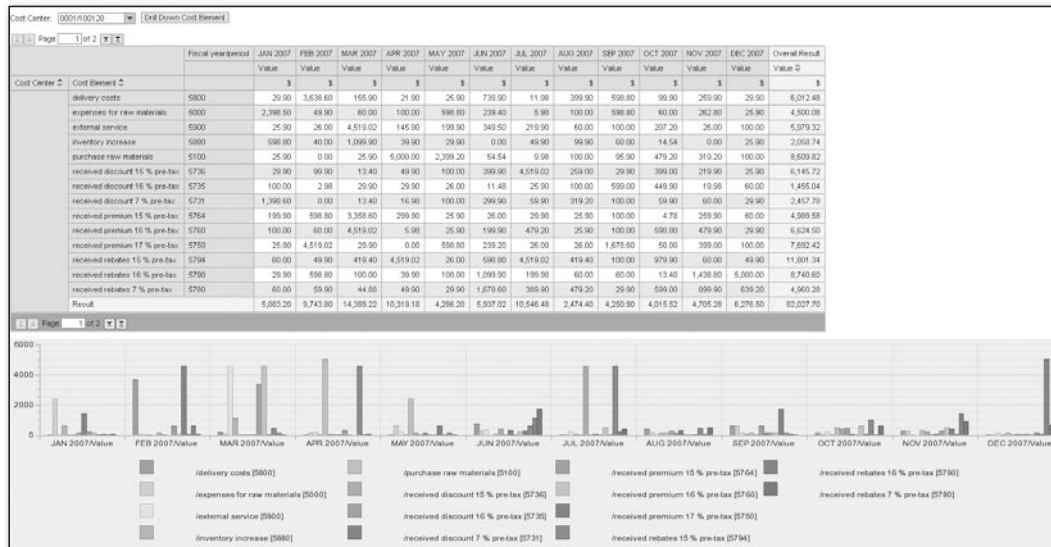 Cost Center: 0001/100120 Drill Down Cost Element
Page 1 of 2
Fiscal year/period JAN 2007 FEB 2007 MAR 2007 APR 2007 MAY 2007 JUN 2007 JUL 2007 AUG 2007 SEP 2007 OCT 2007 NOV 2007 DEC 2007 Overall Result
Value Value Value Value Value Value Value Value Value Value Value Value Value
Cost Center Cost Element $ $ $ $ $ $ $ $ $ $ $ $ $
delivery costs 5800 29.90 3,638.60 155.90 21.90 25.90 739.90 11.98 399.90 598.80 99.90 259.90 29.90 6,012.48
expenses for raw materials 5000 2,398.50 49.90 60.00 100.00 598.80 239.40 5.98 100.00 598.80 60.00 262.80 25.90 4,500.08
external service 5900 25.90 26.00 4,519.02 145.90 199.90 349.50 219.90 60.00 100.00 207.20 26.00 100.00 5,979.32
inventory increase 5880 598.80 40.00 1,099.90 39.90 29.90 0.00 49.90 99.90 60.00 14.54 0.00 25.90 2,058.74
purchase raw materials 5100 25.90 0.00 25.90 5,000.00 2,399.20 54.54 9.98 100.00 95.90 479.20 319.20 100.00 8,609.82
received discount 15 % pre-tax 5736 29.90 99.90 13.40 49.90 100.00 399.90 4,519.02 259.00 29.90 399.00 219.90 25.90 6,145.72
received discount 16 % pre-tax 5735 100.00 2.98 29.90 29.90 26.00 11.48 25.90 100.00 599.00 449.90 19.98 60.00 1,455.04
received discount 7 % pre-tax 5731 1,398.60 0.00 13.40 16.90 100.00 299.90 59.90 319.20 100.00 59.90 60.00 29.90 2,457.78
received premium 15 % pre-tax 5764 199.90 598.80 3,358.60 299.90 25.90 26.00 29.90 25.90 100.00 4.78 259.90 60.00 4,989.58
received premium 16 % pre-tax 5760 100.00 60.00 4,519.02 5.90 25.90 199.90 479.20 25.90 100.00 598.80 479.90 29.90 6,624.50
received premium 17 % pre-tax 5750 25.90 4,519.02 29.90 0.00 598.80 239.20 26.00 26.00 1,678.60 50.00 399.00 100.00 7,692.42
received rebates 15 % pre-tax 5794 60.00 49.90 419.40 4,519.02 26.00 598.80 4,519.02 419.40 100.00 979.90 60.00 49.90 11,801.34
received rebates 16 % pre-tax 5790 29.90 598.80 100.00 39.90 100.00 1,099.90 199.90 60.00 60.00 13.40 1,438.80 5,000.00 8,740.60
received rebates 7 % pre-tax 5780 60.00 59.90 44.88 49.90 29.90 1,678.60 389.90 479.20 29.90 599.00 899.90 639.20 4,960.28
Result 5,083.20 9,743.80 14,389.22 10,319.18 4,286.20 5,937.02 10,546.48 2,474.40 4,250.90 4,015.52 4,705.28 6,276.50 82,027.70
Page 1 of 2
6000
4000
2000
0
JAN 2007/Value FEB 2007/Value MAR 2007/Value APR 2007/Value MAY 2007/Value JUN 2007/Value JUL 2007/Value AUG 2007/Value SEP 2007/Value OCT 2007/Value NOV 2007/Value DEC 2007/Value
/delivery costs [5800] /purchase raw materials [5100] /received premium 15 % pre-tax [5764] /received rebates 16 % pre-tax [5790]
/expenses for raw materials [5000] /received discount 15 % pre-tax [5736] /received premium 16 % pre-tax [5760] /received rebates 7 % pre-tax [5780]
/external service [5900] /received discount 16 % pre-tax [5735] /received premium 17 % pre-tax [5750]
/inventory increase [5880] /received discount 7 % pre-tax [5731] /received rebates 15 % pre-tax [5794]